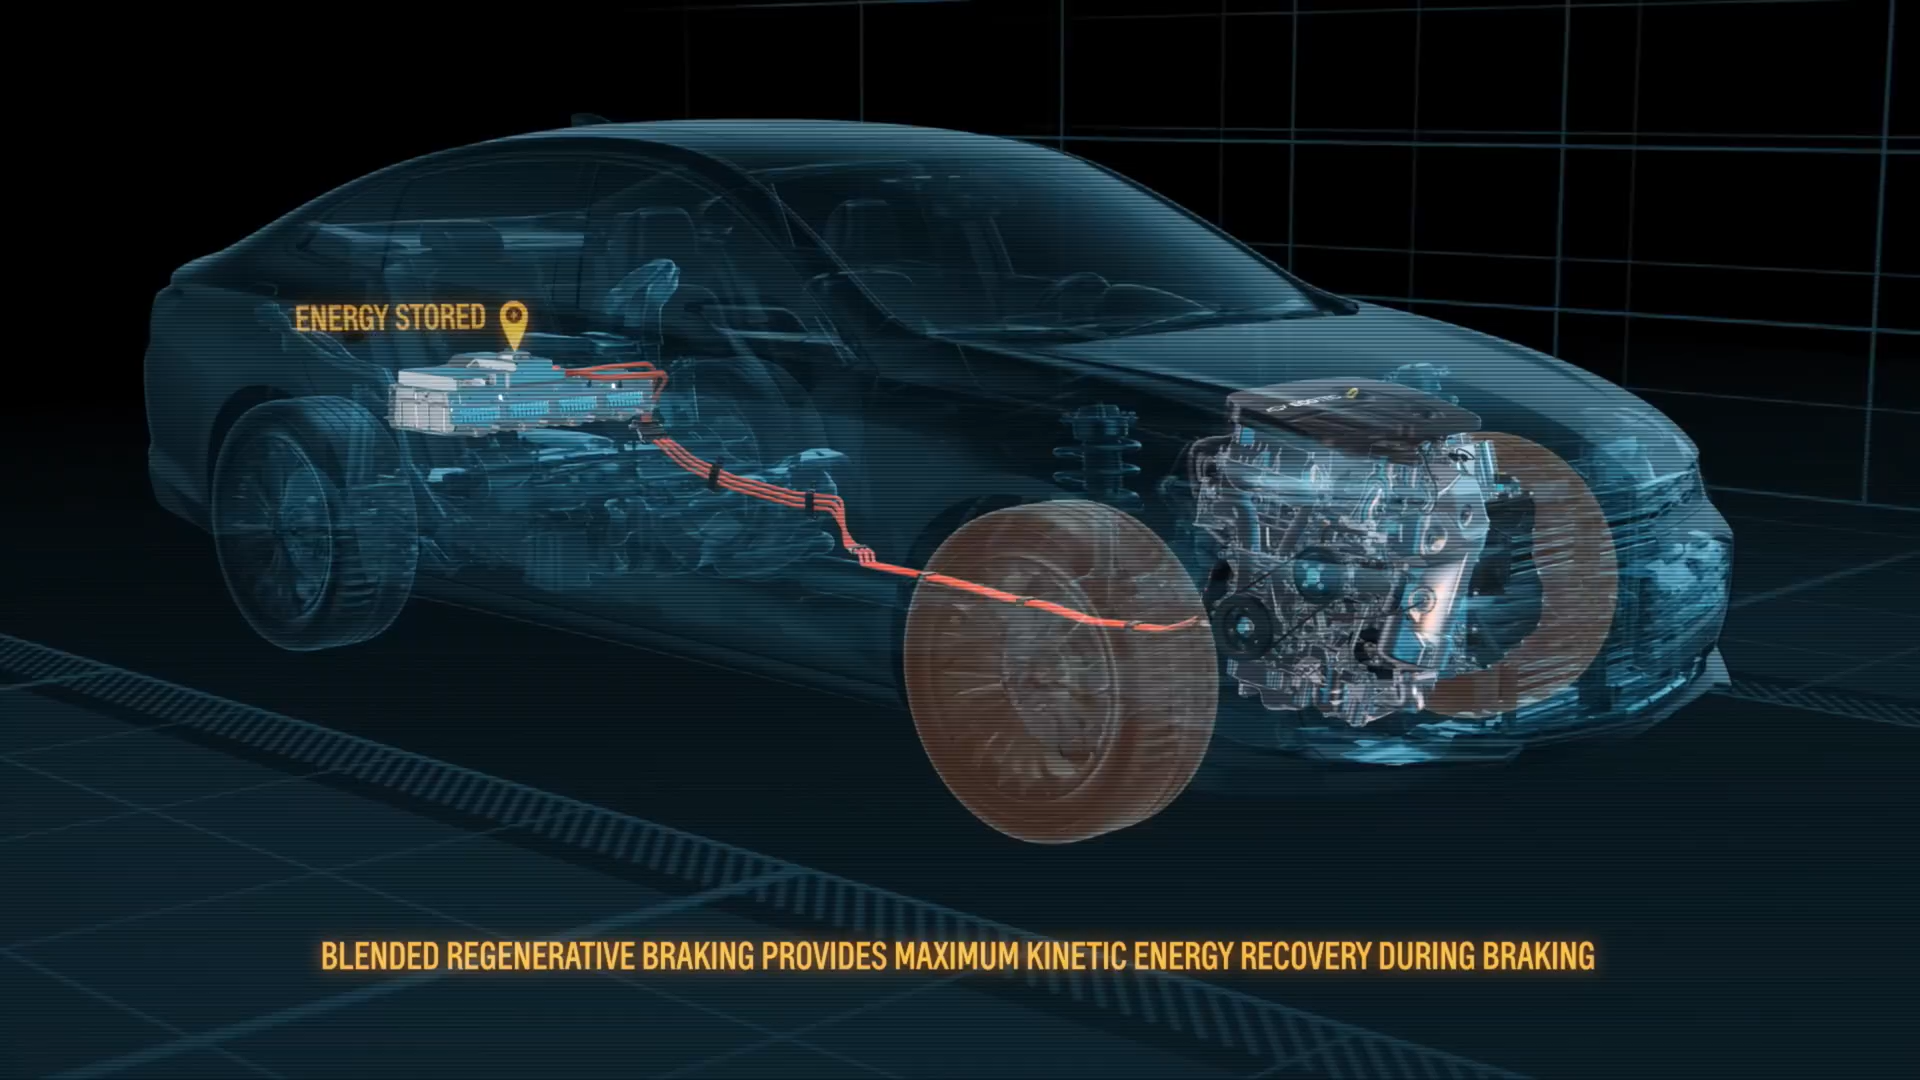 ENERGY STORED
BLENDED REGENERATIVE BRAKING PROVIDES MAXIMUM KINETIC ENERGY RECOVERY DURING BRAKING